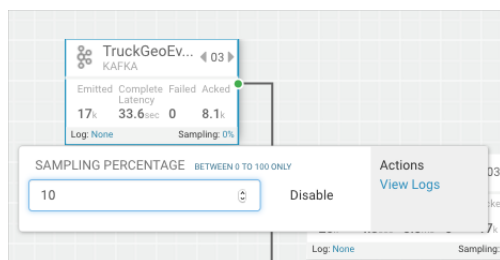 TruckGeoEv... 03
KAFKA
Emitted Complete Latency Failed Acked
17k 33.6sec 0 8.1k
Log: None Sampling: 0%
SAMPLING PERCENTAGE BETWEEN 0 TO 100 ONLY
10 Disable
Actions
View Logs
03
Log: None Sampling: